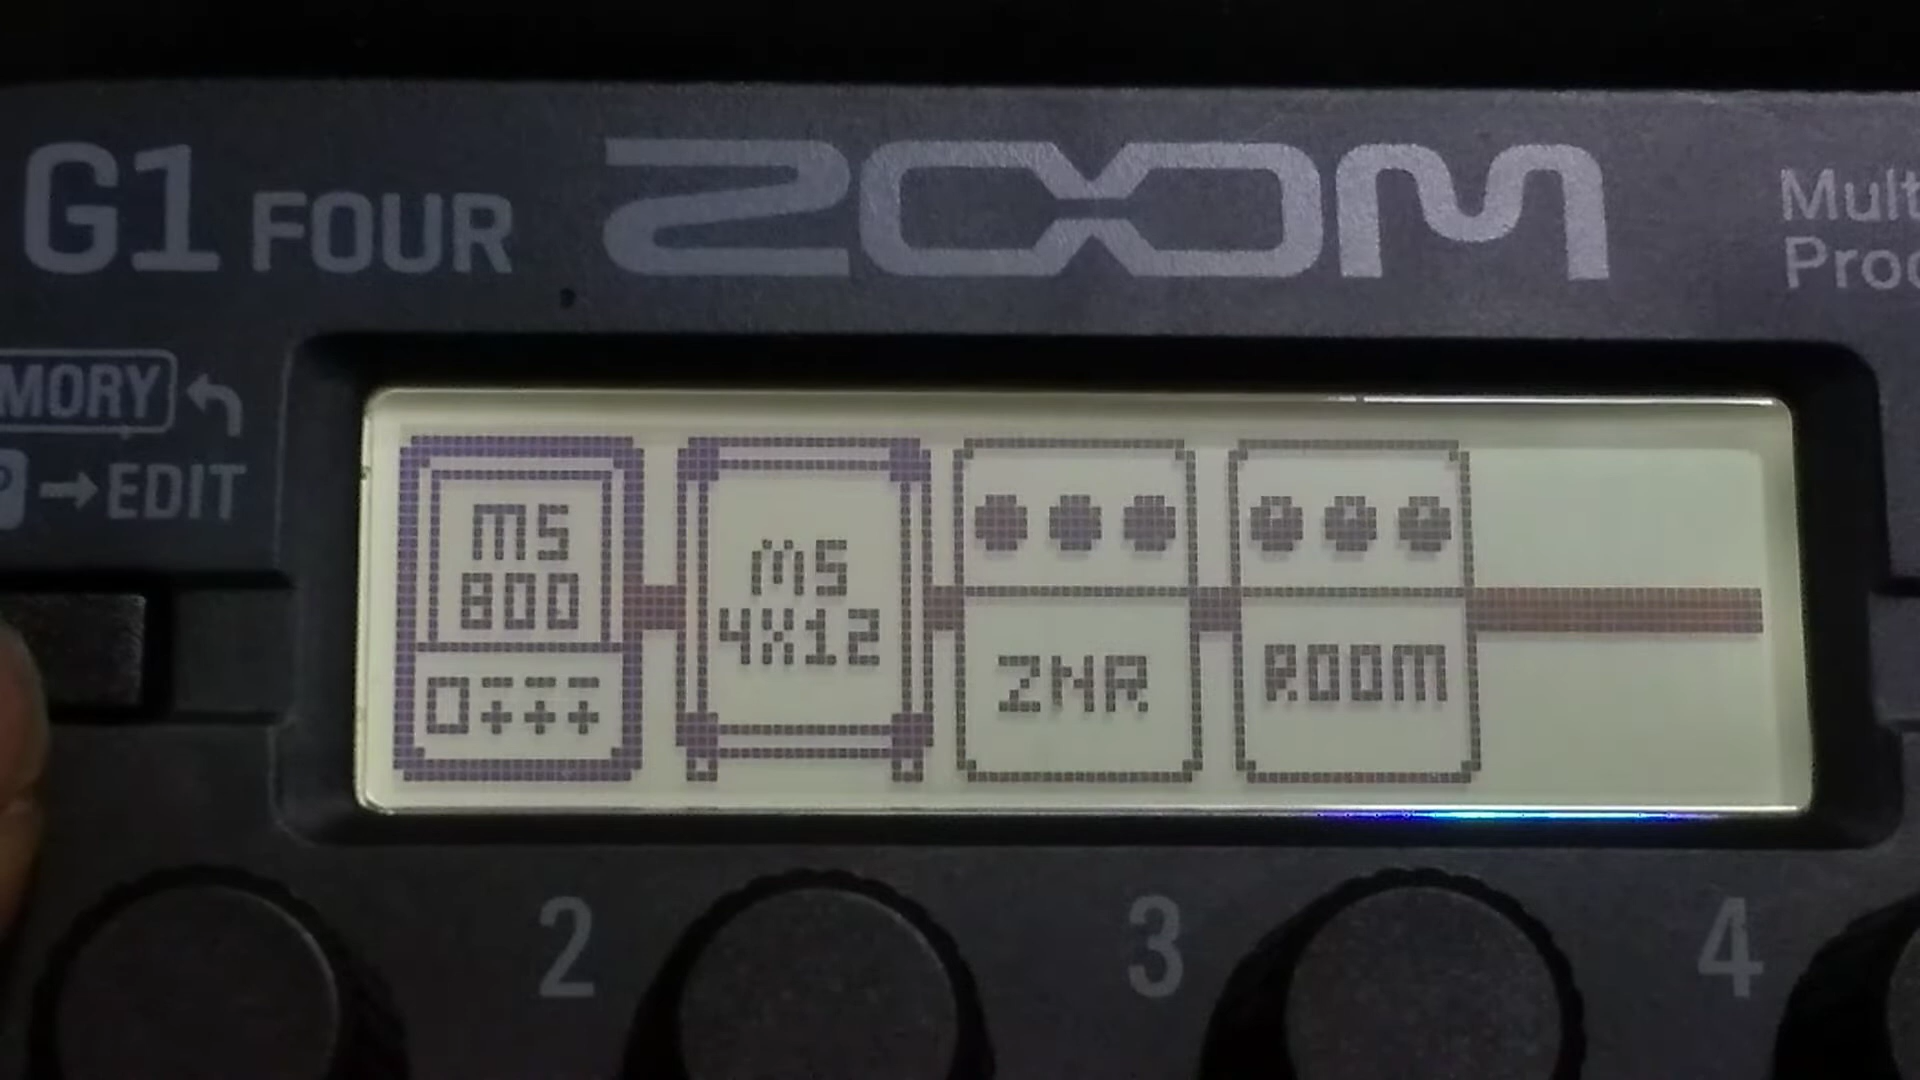 G1 FOUR ZOOM
Mult
Proc
MORY
EDIT
MS
800
MS
4X12
ZNR
ROOM
2 3 4